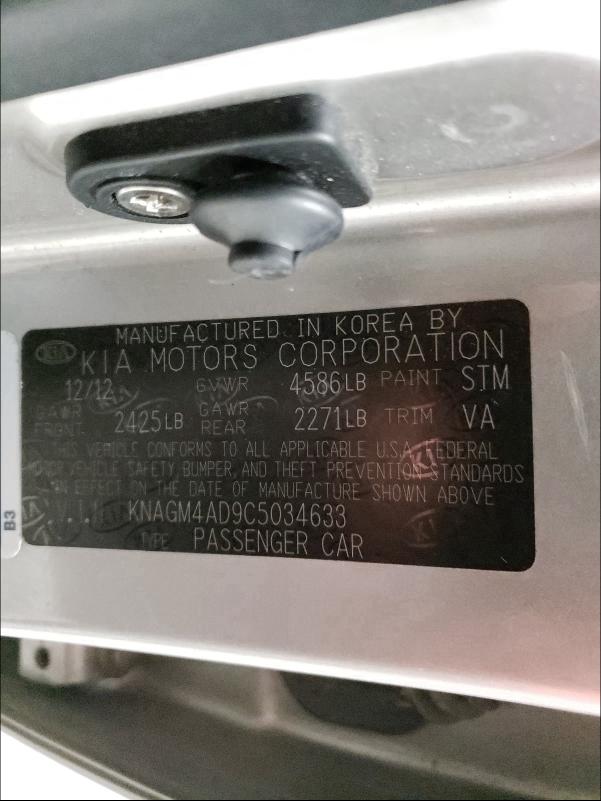 MANUFACTURED IN KOREA BY
KIA KIA MOTORS CORPORATION
12/12 GVWR 4586LB PAINT STM
GAWR FRONT 2425LB GAWR REAR 2271LB TRIM VA
THIS VEHICLE CONFORMS TO ALL APPLICABLE U.S.A. FEDERAL
VEHICLE SAFETY, BUMPER, AND THEFT PREVENTION STANDARDS
IN EFFECT ON THE DATE OF MANUFACTURE SHOWN ABOVE
V.I.N KNAGM4AD9C5034633
TYPE PASSENGER CAR
B3